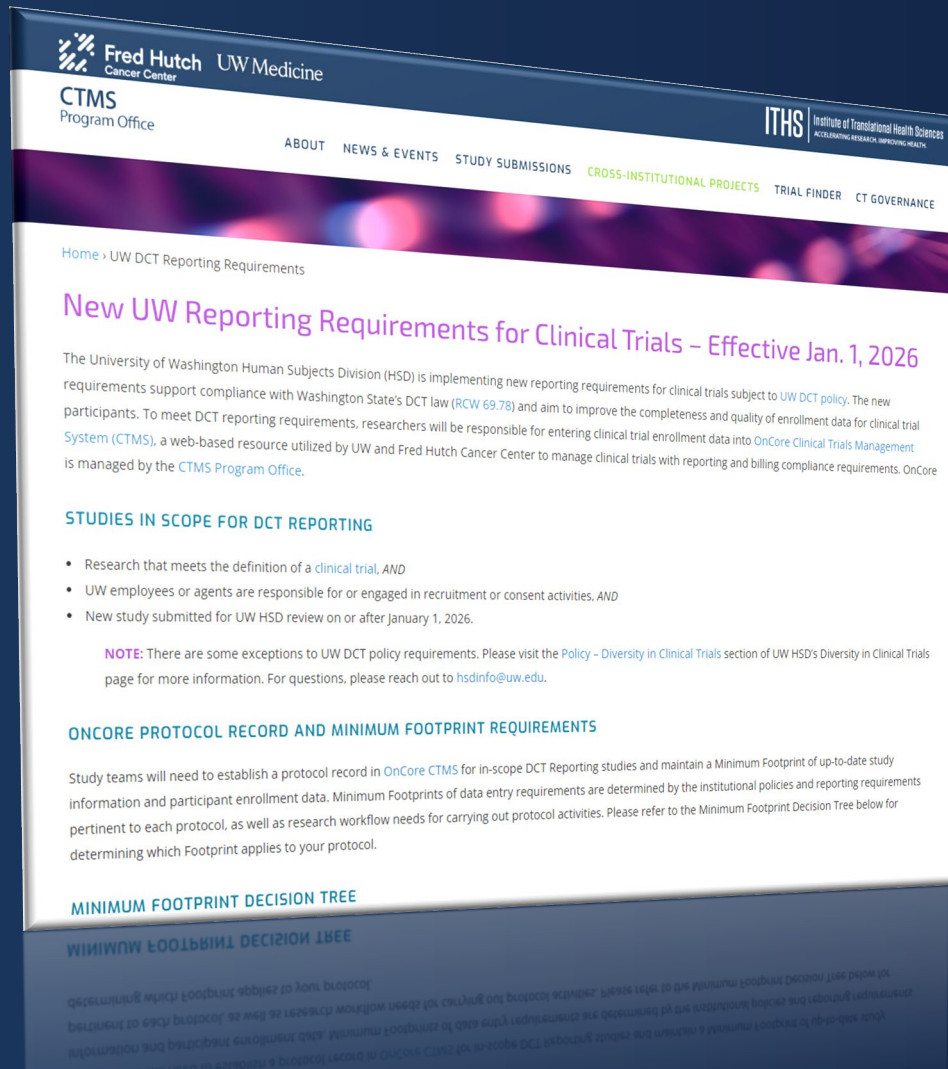 Fred Hutch
Cancer Center
UW Medicine
CTMS
Program Office
ITHS
Institute of Translational Health Sciences
ACCELERATING RESEARCH. IMPROVING HEALTH.
ABOUT NEWS & EVENTS STUDY SUBMISSIONS CROSS-INSTITUTIONAL PROJECTS TRIAL FINDER CT GOVERNANCE
Home › UW DCT Reporting Requirements
New UW Reporting Requirements for Clinical Trials – Effective Jan. 1, 2026
The University of Washington Human Subjects Division (HSD) is implementing new reporting requirements for clinical trials subject to UW DCT policy. The new
requirements support compliance with Washington State's DCT law (RCW 69.78) and aim to improve the completeness and quality of enrollment data for clinical trial
participants. To meet DCT reporting requirements, researchers will be responsible for entering clinical trial enrollment data into OnCore Clinical Trials Management
System (CTMS), a web-based resource utilized by UW and Fred Hutch Cancer Center to manage clinical trials with reporting and billing compliance requirements. OnCore
is managed by the CTMS Program Office.
STUDIES IN SCOPE FOR DCT REPORTING
• Research that meets the definition of a clinical trial, AND
• UW employees or agents are responsible for or engaged in recruitment or consent activities, AND
• New study submitted for UW HSD review on or after January 1, 2026.
NOTE: There are some exceptions to UW DCT policy requirements. Please visit the Policy – Diversity in Clinical Trials section of UW HSD's Diversity in Clinical Trials
page for more information. For questions, please reach out to hsdinfo@uw.edu.
ONCORE PROTOCOL RECORD AND MINIMUM FOOTPRINT REQUIREMENTS
Study teams will need to establish a protocol record in OnCore CTMS for in-scope DCT Reporting studies and maintain a Minimum Footprint of up-to-date study
information and participant enrollment data. Minimum Footprints of data entry requirements are determined by the institutional policies and reporting requirements
pertinent to each protocol, as well as research workflow needs for carrying out protocol activities. Please refer to the Minimum Footprint Decision Tree below for
determining which Footprint applies to your protocol.
MINIMUM FOOTPRINT DECISION TREE